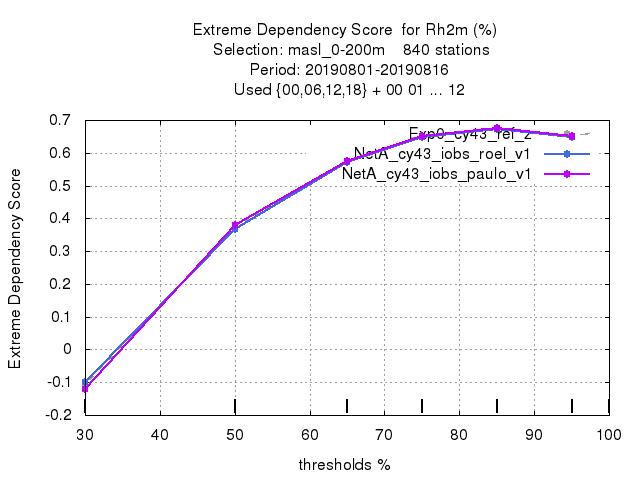 Extreme Dependency Score for Rh2m (%)
Selection: masl_0-200m 840 stations
Period: 20190801-20190816
Used {00,06,12,18} + 00 01 ... 12
Exp0_cy43_ref_2
NetA_cy43_iobs_roel_v1
NetA_cy43_iobs_paulo_v1
Extreme Dependency Score
0.7
0.6
0.5
0.4
0.3
0.2
0.1
0
-0.1
-0.2
30 40 50 60 70 80 90 100
thresholds %